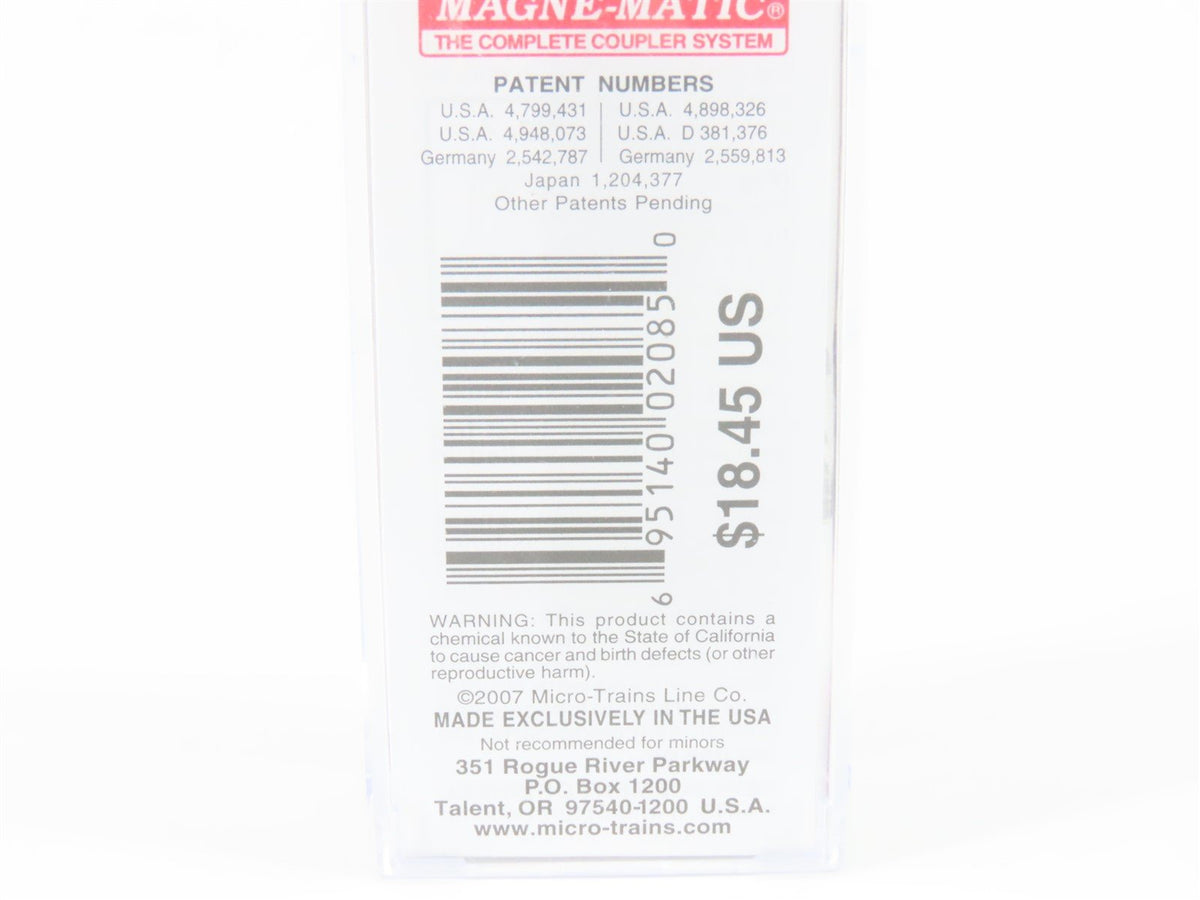 MAGNE-MATIC®
THE COMPLETE COUPLER SYSTEM
PATENT NUMBERS
U.S.A. 4,799,431 | U.S.A. 4,898,326
U.S.A. 4,948,073 | U.S.A. D 381,376
Germany 2,542,787 | Germany 2,559,813
Japan 1,204,377
Other Patents Pending
6 95140 02085 0
$18.45 US
WARNING: This product contains a
chemical known to the State of California
to cause cancer and birth defects (or other
reproductive harm).
©2007 Micro-Trains Line Co.
MADE EXCLUSIVELY IN THE USA
Not recommended for minors
351 Rogue River Parkway
P.O. Box 1200
Talent, OR 97540-1200 U.S.A.
www.micro-trains.com